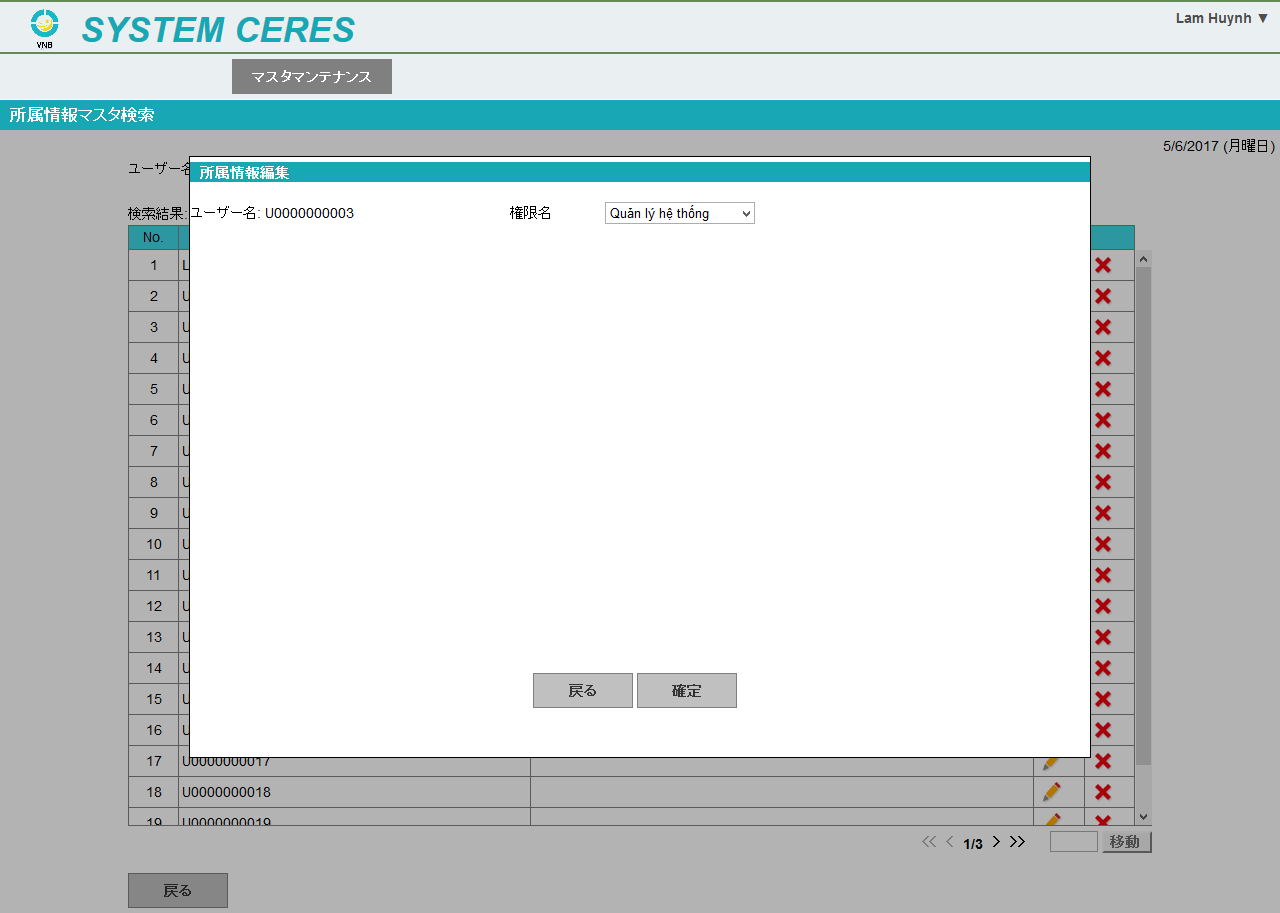 VNB
SYSTEM CERES
Lam Huynh ▼
マスタマンテナンス
所属情報マスタ検索
5/6/2017 (月曜日)
ユーザー名
所属情報編集
検索結果:
ユーザー名: U0000000003
権限名
Quản lý hệ thống
No.
1 L
2 U
3 U
4 U
5 U
6 U
7 U
8 U
9 U
10 U
11 U
12 U
13 U
14 U
15 U
16 U
戻る 確定
17 U0000000017
18 U0000000018
19 U0000000019
1/3
移動
戻る